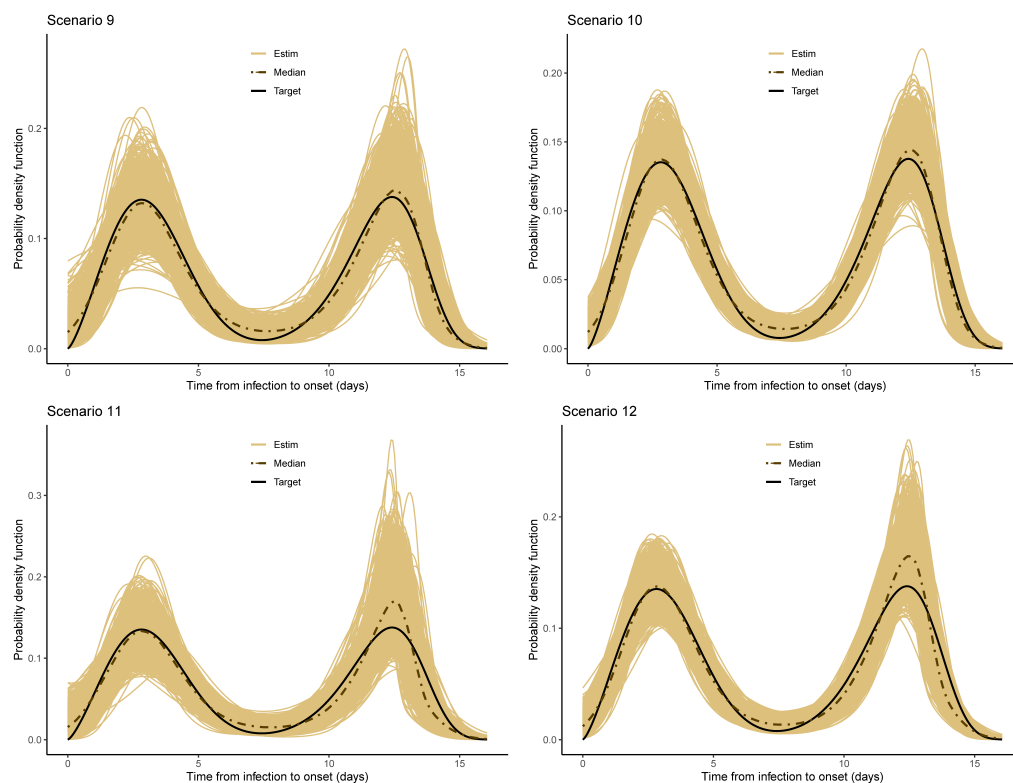 Scenario 9
Estim
Median
Target
Probability density function
0.2
0.1
0.0
0
5
10
15
Time from infection to onset (days)
Scenario 10
Estim
Median
Target
Probability density function
0.20
0.15
0.10
0.05
0.00
0
5
10
15
Time from infection to onset (days)
Scenario 11
Estim
Median
Target
Probability density function
0.3
0.2
0.1
0.0
0
5
10
15
Time from infection to onset (days)
Scenario 12
Estim
Median
Target
Probability density function
0.2
0.1
0.0
0
5
10
15
Time from infection to onset (days)